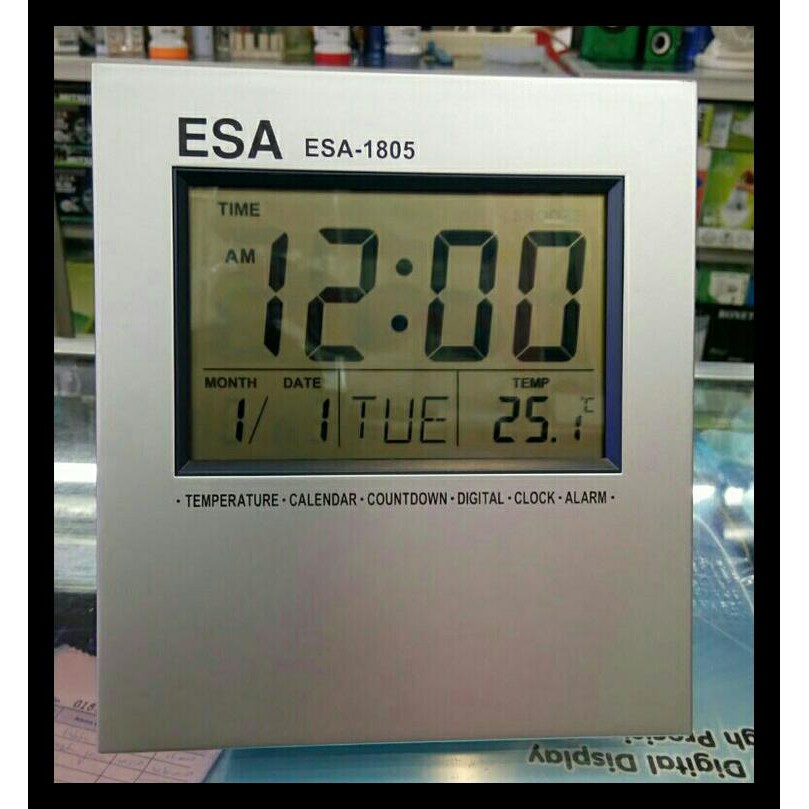 ESA ESA-1805
TIME
AM 12:00
MONTH DATE TEMP
1/ 1 TUE 25.1 °C
· TEMPERATURE · CALENDAR · COUNTDOWN · DIGITAL · CLOCK · ALARM ·
018
Digital Display